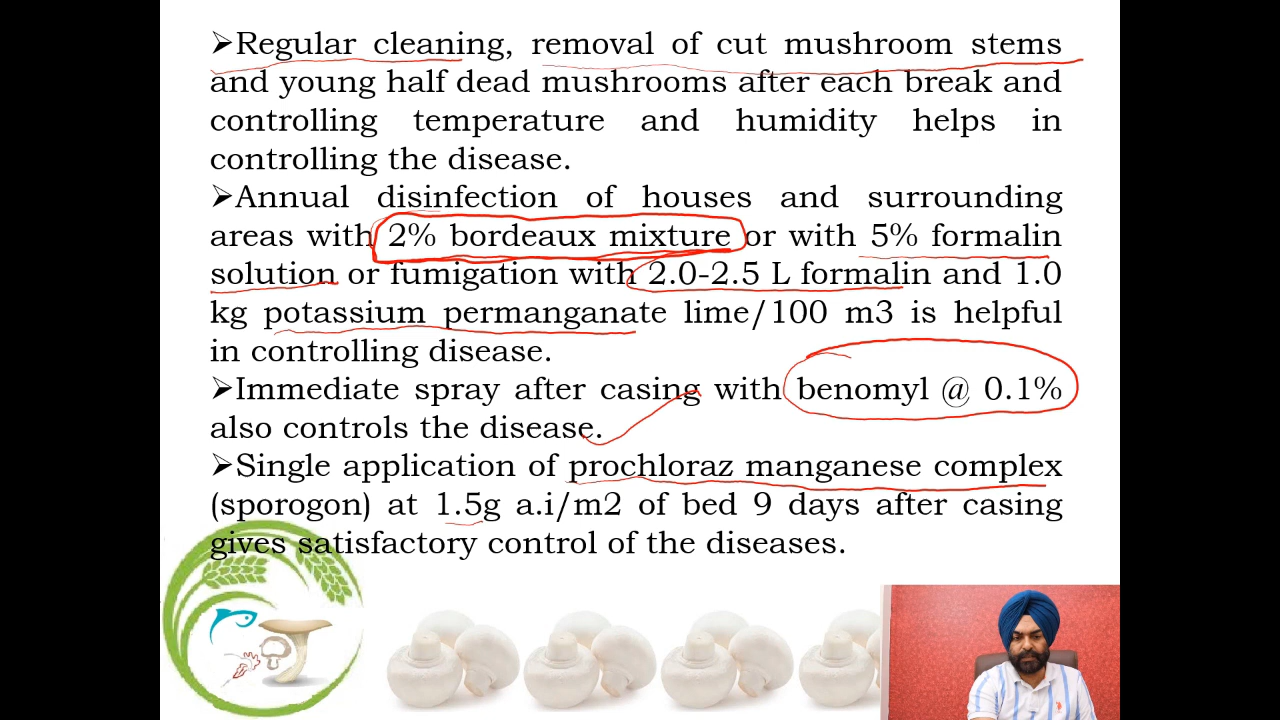 ➢Regular cleaning, removal of cut mushroom stems
and young half dead mushrooms after each break and
controlling temperature and humidity helps in
controlling the disease.
➢Annual disinfection of houses and surrounding
areas with 2% bordeaux mixture or with 5% formalin
solution or fumigation with 2.0-2.5 L formalin and 1.0
kg potassium permanganate lime/100 m3 is helpful
in controlling disease.
➢Immediate spray after casing with benomyl @ 0.1%
also controls the disease.
➢Single application of prochloraz manganese complex
(sporogon) at 1.5g a.i/m2 of bed 9 days after casing
gives satisfactory control of the diseases.